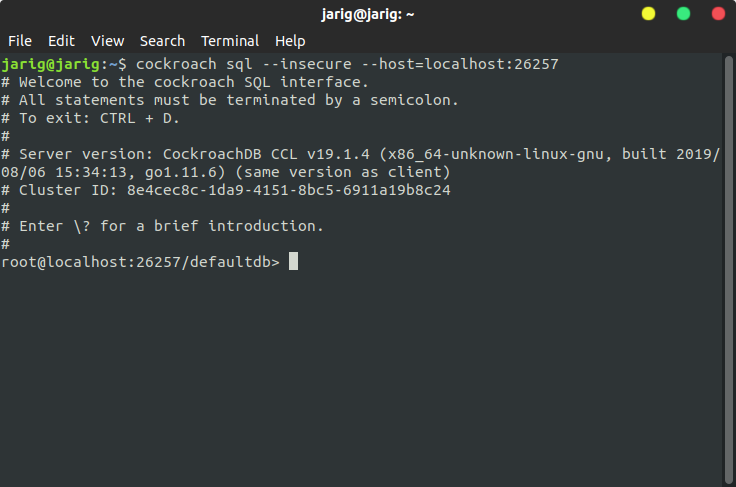 jarig@jarig: ~
File Edit View Search Terminal Help
jarig@jarig:~$ cockroach sql --insecure --host=localhost:26257
# Welcome to the cockroach SQL interface.
# All statements must be terminated by a semicolon.
# To exit: CTRL + D.
#
# Server version: CockroachDB CCL v19.1.4 (x86_64-unknown-linux-gnu, built 2019/
08/06 15:34:13, go1.11.6) (same version as client)
# Cluster ID: 8e4cec8c-1da9-4151-8bc5-6911a19b8c24
#
# Enter \? for a brief introduction.
#
root@localhost:26257/defaultdb>